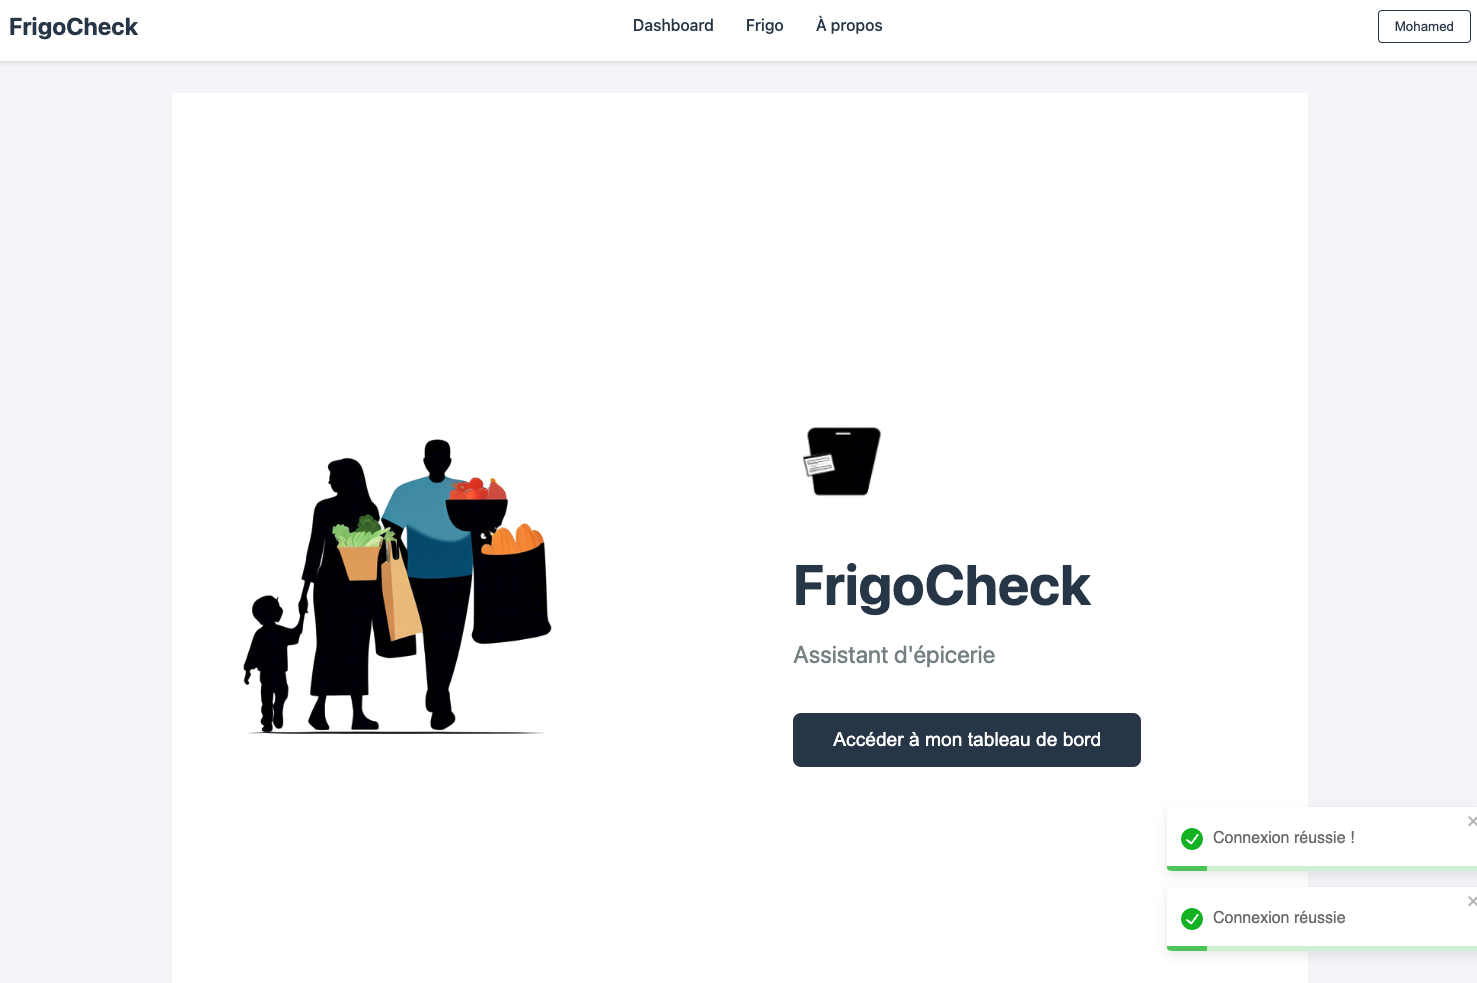 FrigoCheck
Dashboard Frigo À propos
Mohamed
FrigoCheck
Assistant d'épicerie
Accéder à mon tableau de bord
Connexion réussie !
Connexion réussie